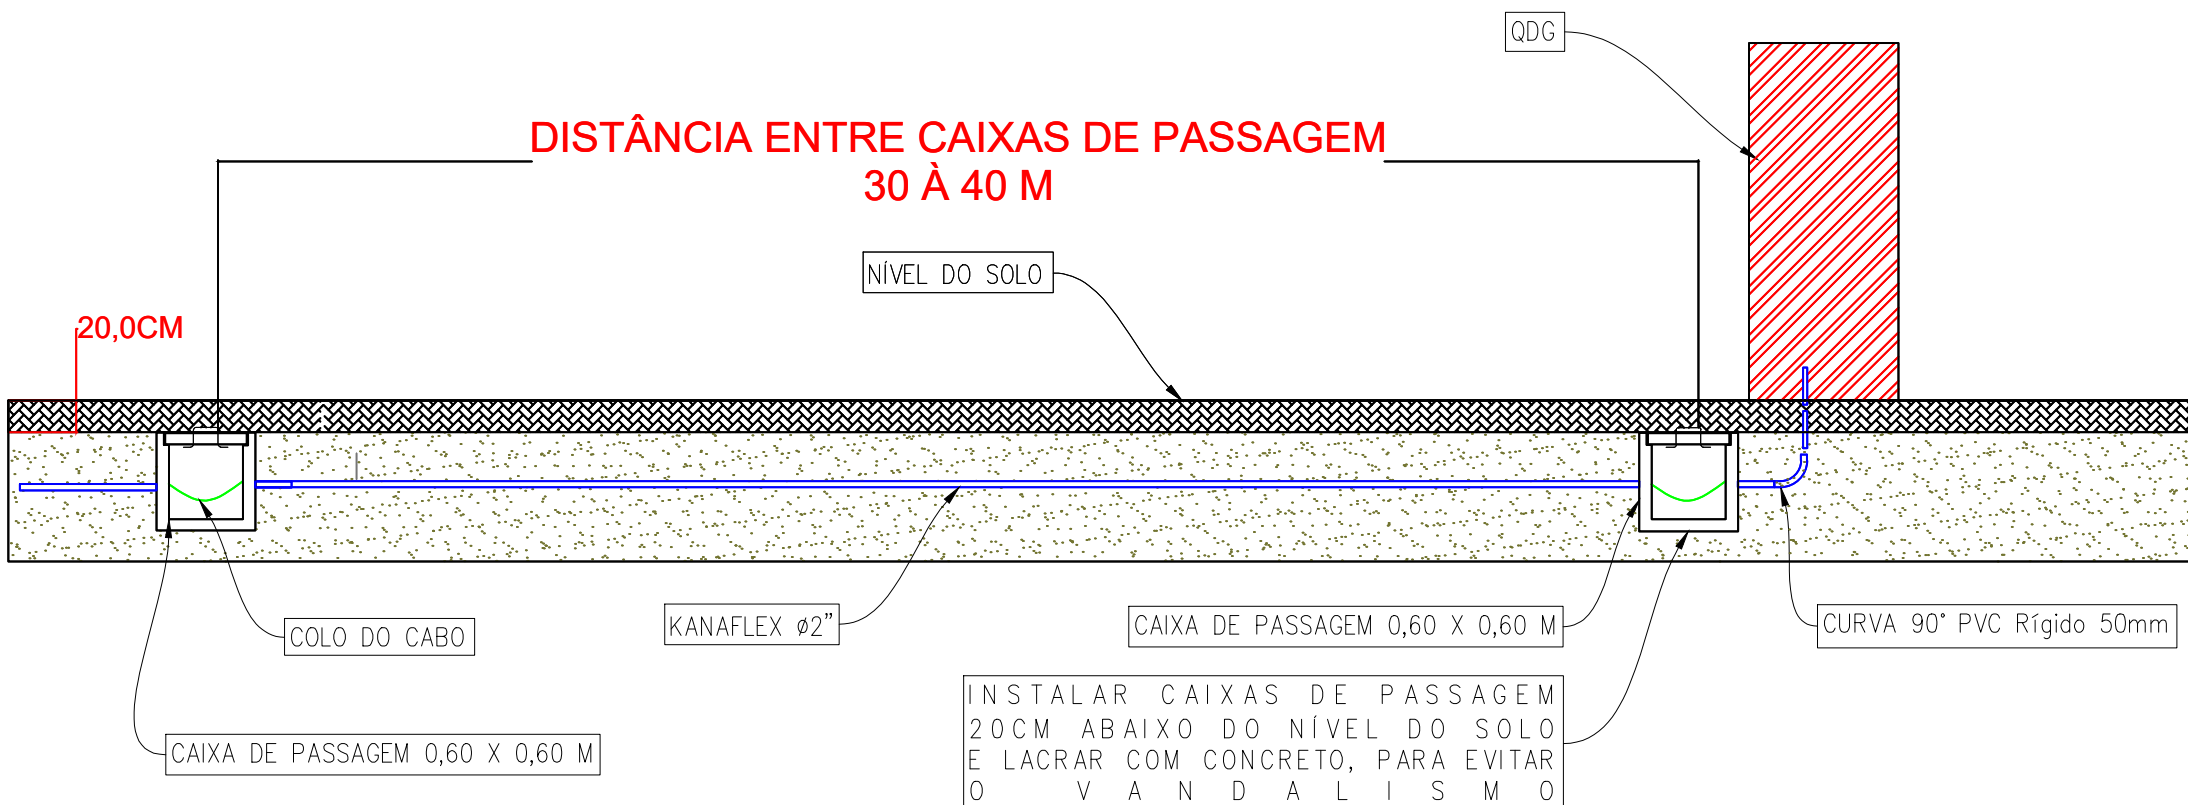 QDG
DISTÂNCIA ENTRE CAIXAS DE PASSAGEM
30 À 40 M
NÍVEL DO SOLO
20,0CM
COLO DO CABO
KANAFLEX ø2”
CAIXA DE PASSAGEM 0,60 X 0,60 M
CURVA 90° PVC Rígido 50mm
INSTALAR CAIXAS DE PASSAGEM
20CM ABAIXO DO NÍVEL DO SOLO
E LACRAR COM CONCRETO, PARA EVITAR
O VANDALISMO
CAIXA DE PASSAGEM 0,60 X 0,60 M